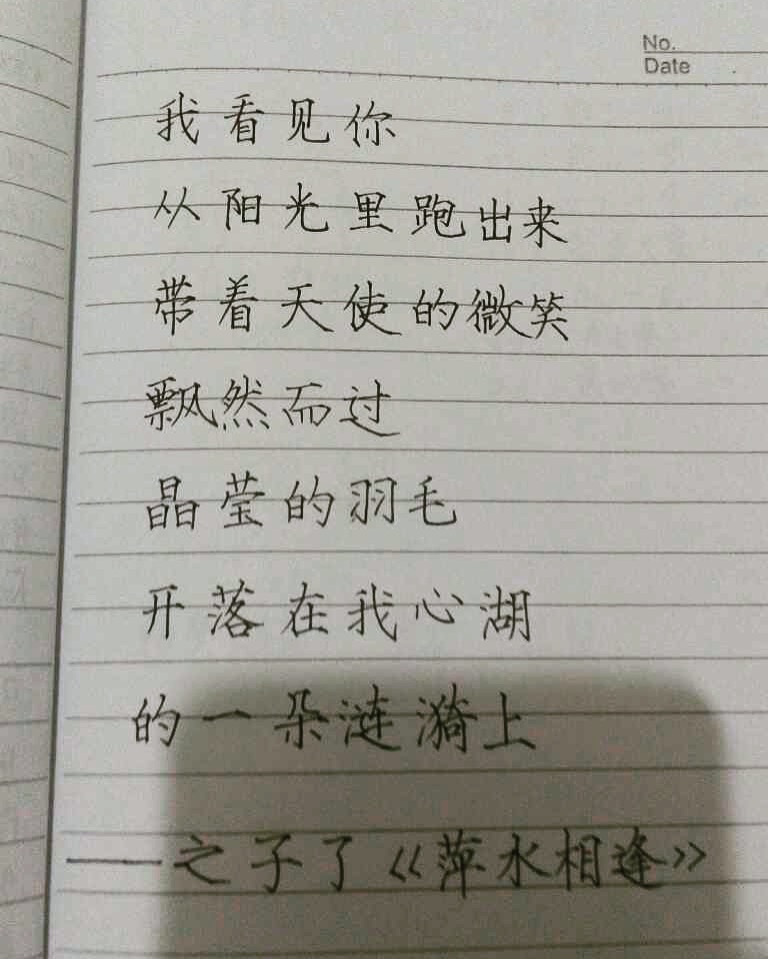 No.
Date
我看见你
从阳光里跑出来
带着天使的微笑
飘然而过
晶莹的羽毛
开落在我心湖
的一朵涟漪上
——之子了《萍水相逢》